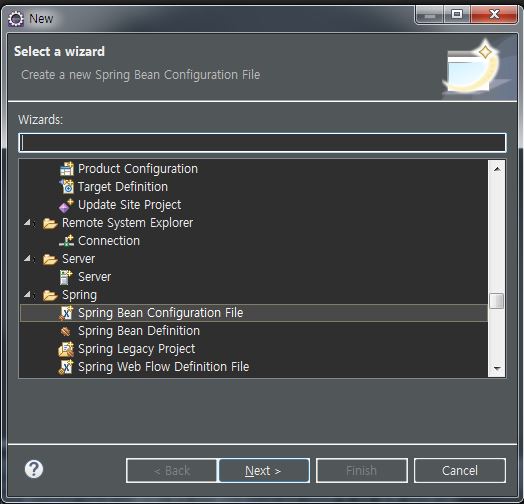 New
Select a wizard
Create a new Spring Bean Configuration File
Wizards:
Product Configuration
Target Definition
Update Site Project
Remote System Explorer
Connection
Server
Server
Spring
Spring Bean Configuration File
Spring Bean Definition
Spring Legacy Project
Spring Web Flow Definition File
?
< Back
Next >
Finish
Cancel